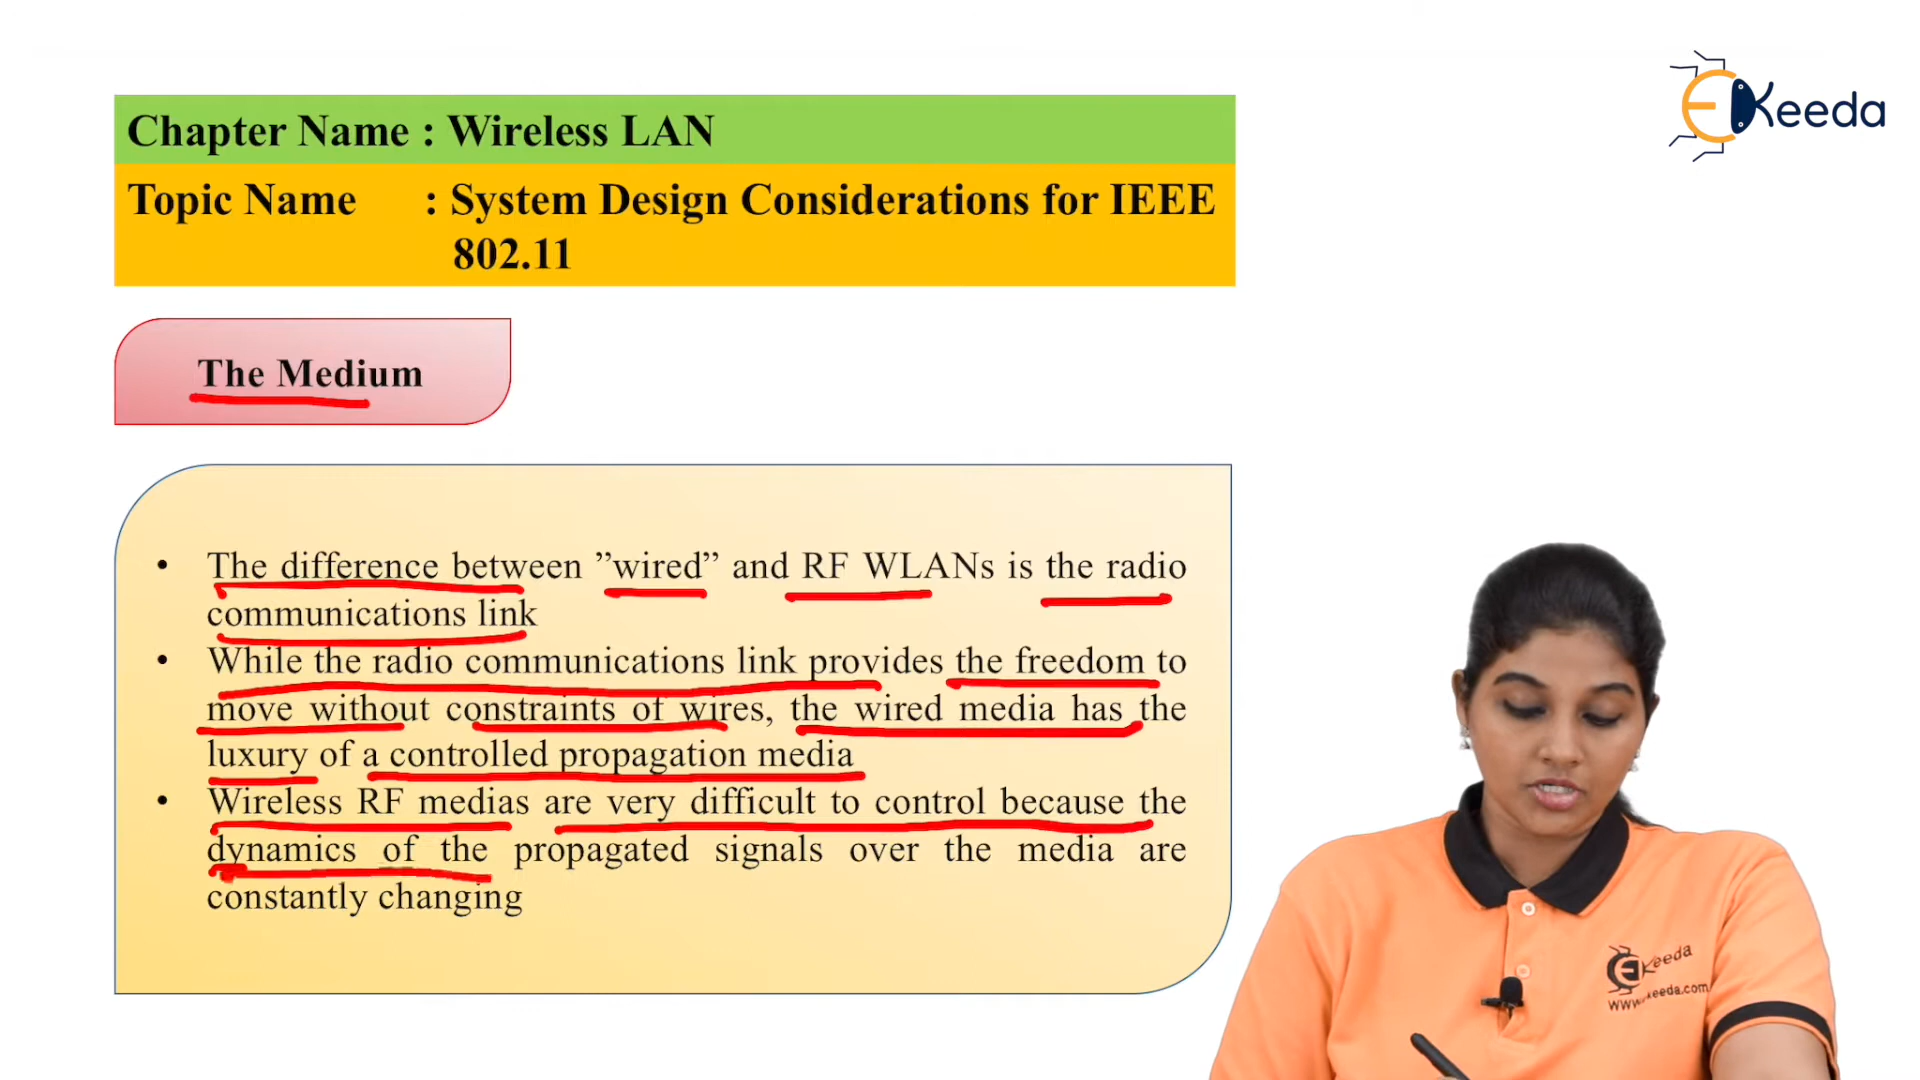 Keeda
Chapter Name : Wireless LAN
Topic Name : System Design Considerations for IEEE
802.11
The Medium
• The difference between ”wired” and RF WLANs is the radio
communications link
• While the radio communications link provides the freedom to
move without constraints of wires, the wired media has the
luxury of a controlled propagation media
• Wireless RF medias are very difficult to control because the
dynamics of the propagated signals over the media are
constantly changing
Keeda